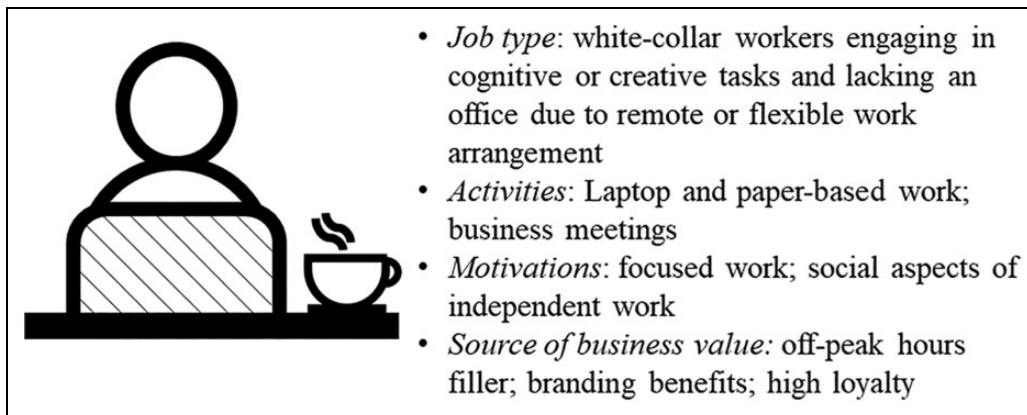 • Job type: white-collar workers engaging in
cognitive or creative tasks and lacking an
office due to remote or flexible work
arrangement
• Activities: Laptop and paper-based work;
business meetings
• Motivations: focused work; social aspects of
independent work
• Source of business value: off-peak hours
filler; branding benefits; high loyalty